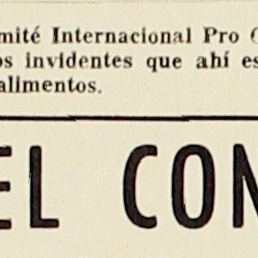 mité Internacional Pro C
os invidentes que ahí es
alimentos.
EL CON